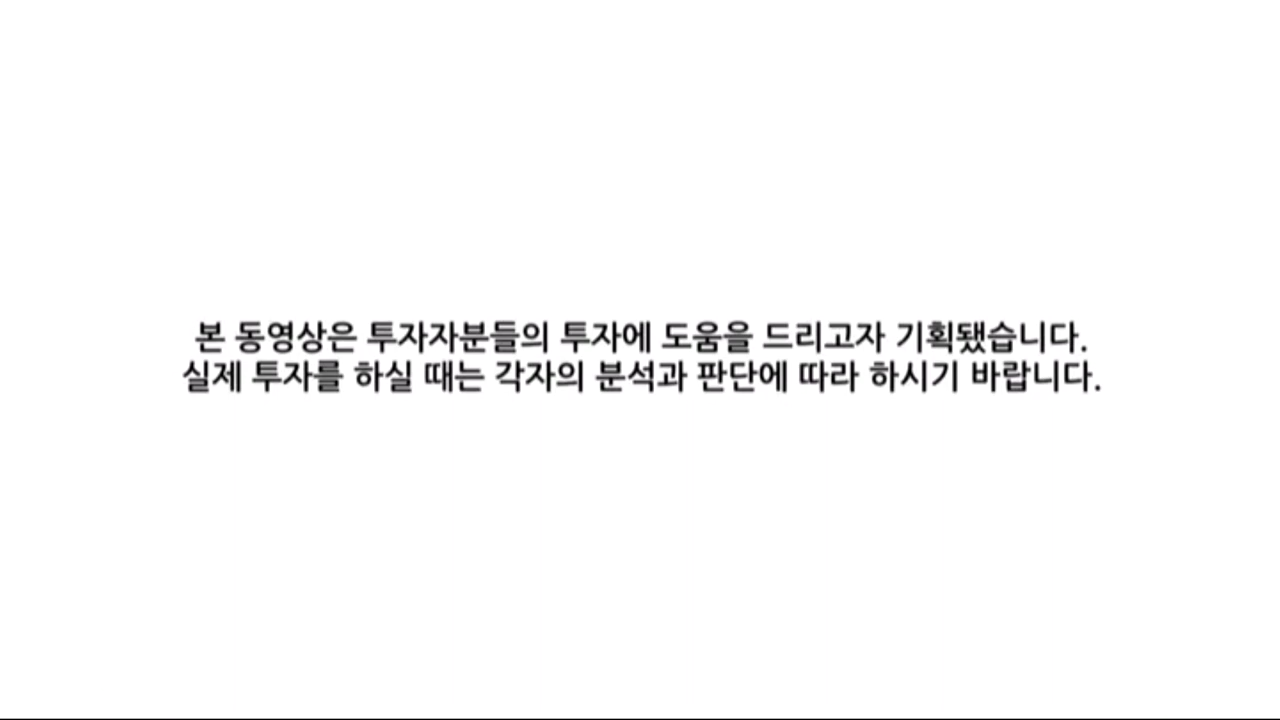 본 동영상은 투자자분들의 투자에 도움을 드리고자 기획됐습니다.
실제 투자를 하실 때는 각자의 분석과 판단에 따라 하시기 바랍니다.